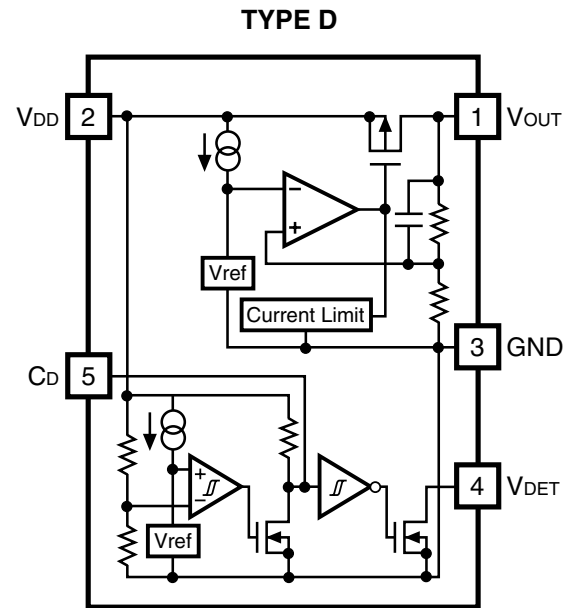 TYPE D
VDD 2
1 VOUT
−
+
Vref
Current Limit
3 GND
CD 5
+
−
4 VDET
Vref